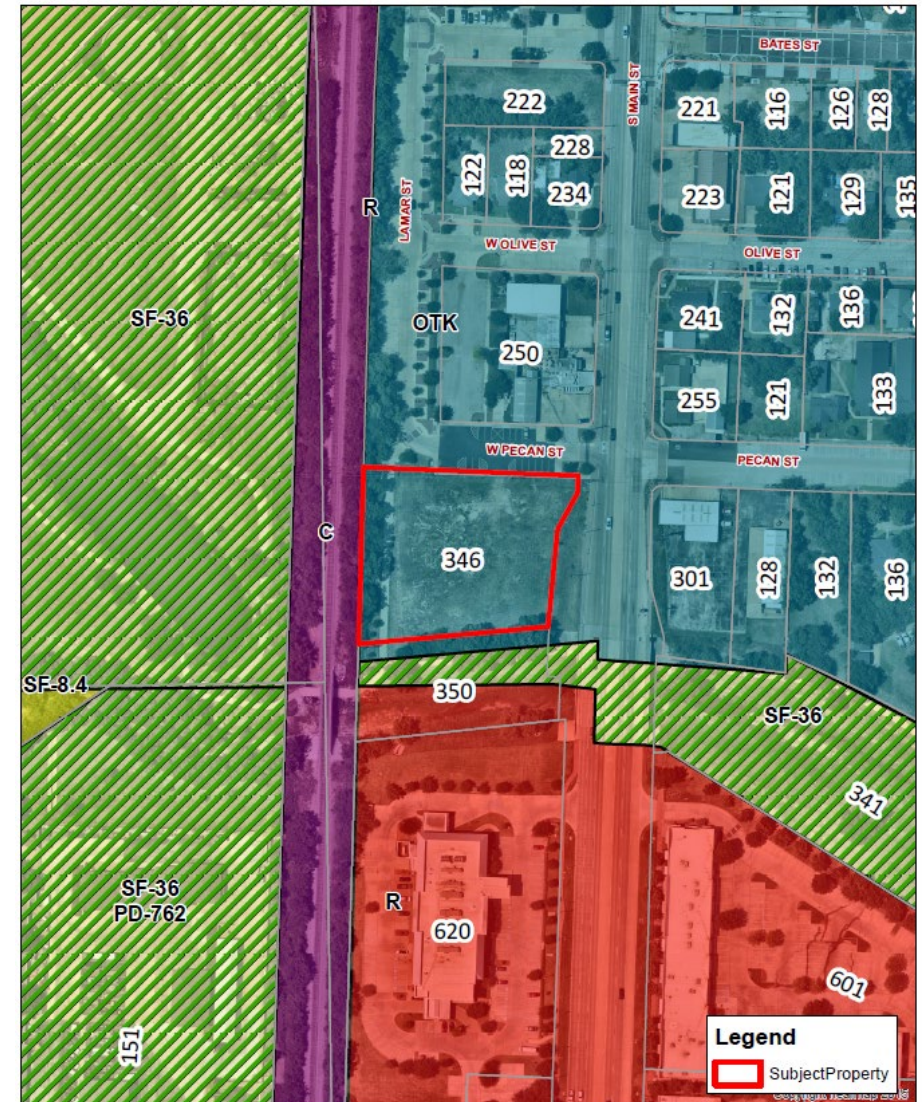 BATES ST
S MAIN ST
222
221
116
126
128
228
122
118
234
223
121
129
135
LAMAR ST
R
W OLIVE ST
OLIVE ST
SF-36
OTK
250
241
132
136
255
121
133
W PECAN ST
PECAN ST
C
346
301
128
132
136
SF-8.4
350
SF-36
341
SF-36
PD-762
R
620
601
151
Legend
SubjectProperty